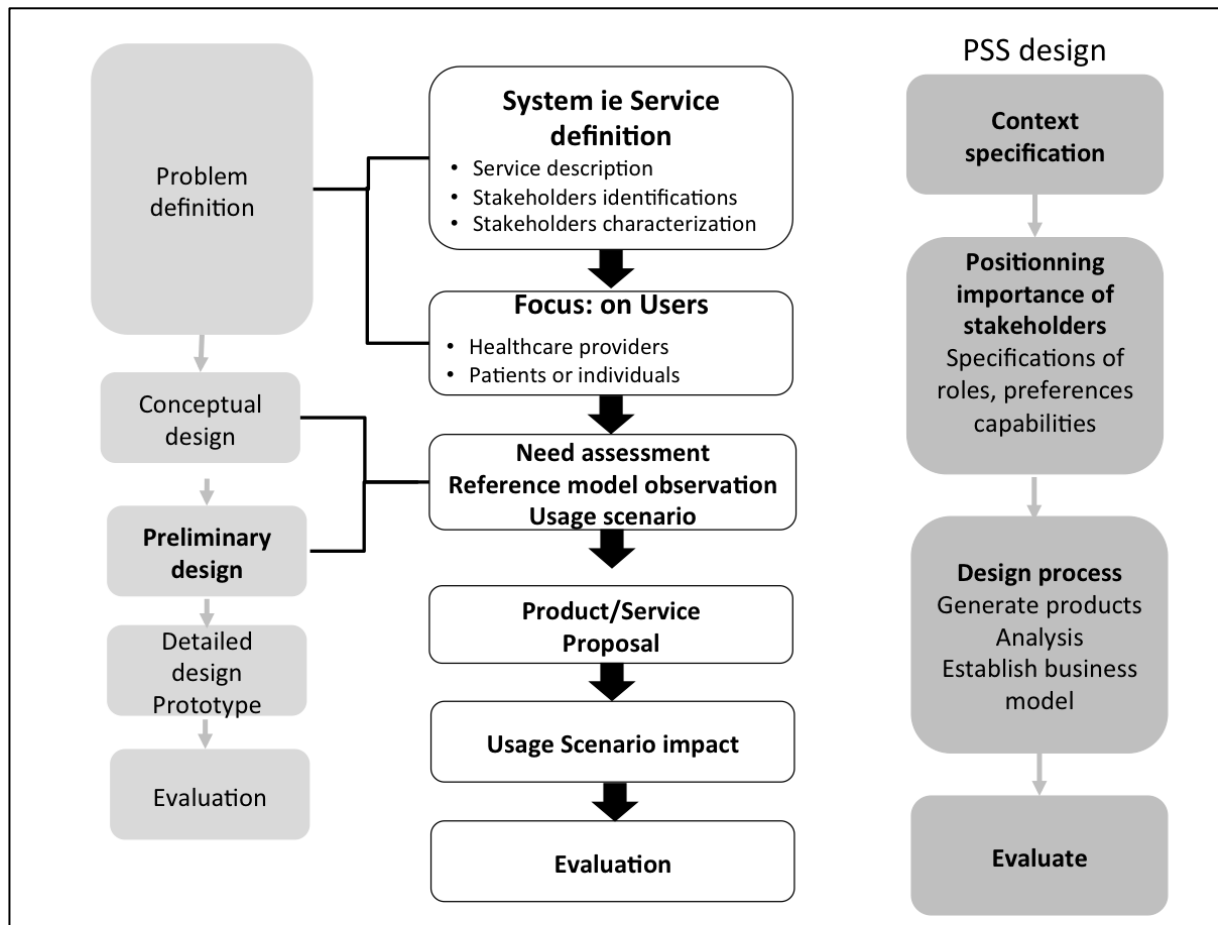 Problem
definition
Conceptual
design
Preliminary
design
Detailed
design
Prototype
Evaluation
System ie Service
definition
• Service description
• Stakeholders identifications
• Stakeholders characterization
Focus: on Users
• Healthcare providers
• Patients or individuals
Need assessment
Reference model observation
Usage scenario
Product/Service
Proposal
Usage Scenario impact
Evaluation
PSS design
Context
specification
Positionning
importance of
stakeholders
Specifications of
roles, preferences
capabilities
Design process
Generate products
Analysis
Establish business
model
Evaluate